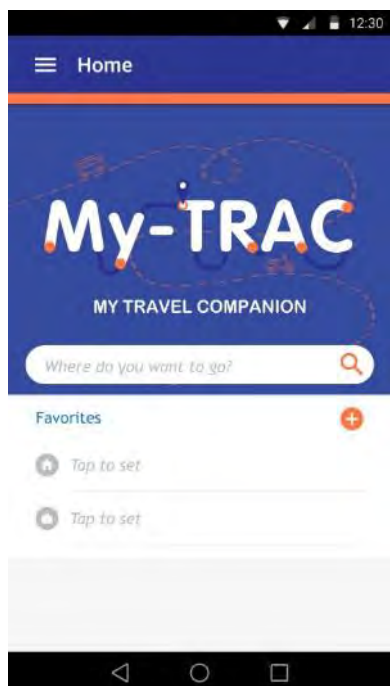 12:30
Home
My-TRAC
MY TRAVEL COMPANION
Where do you want to go?
Favorites
Tap to set
Tap to set